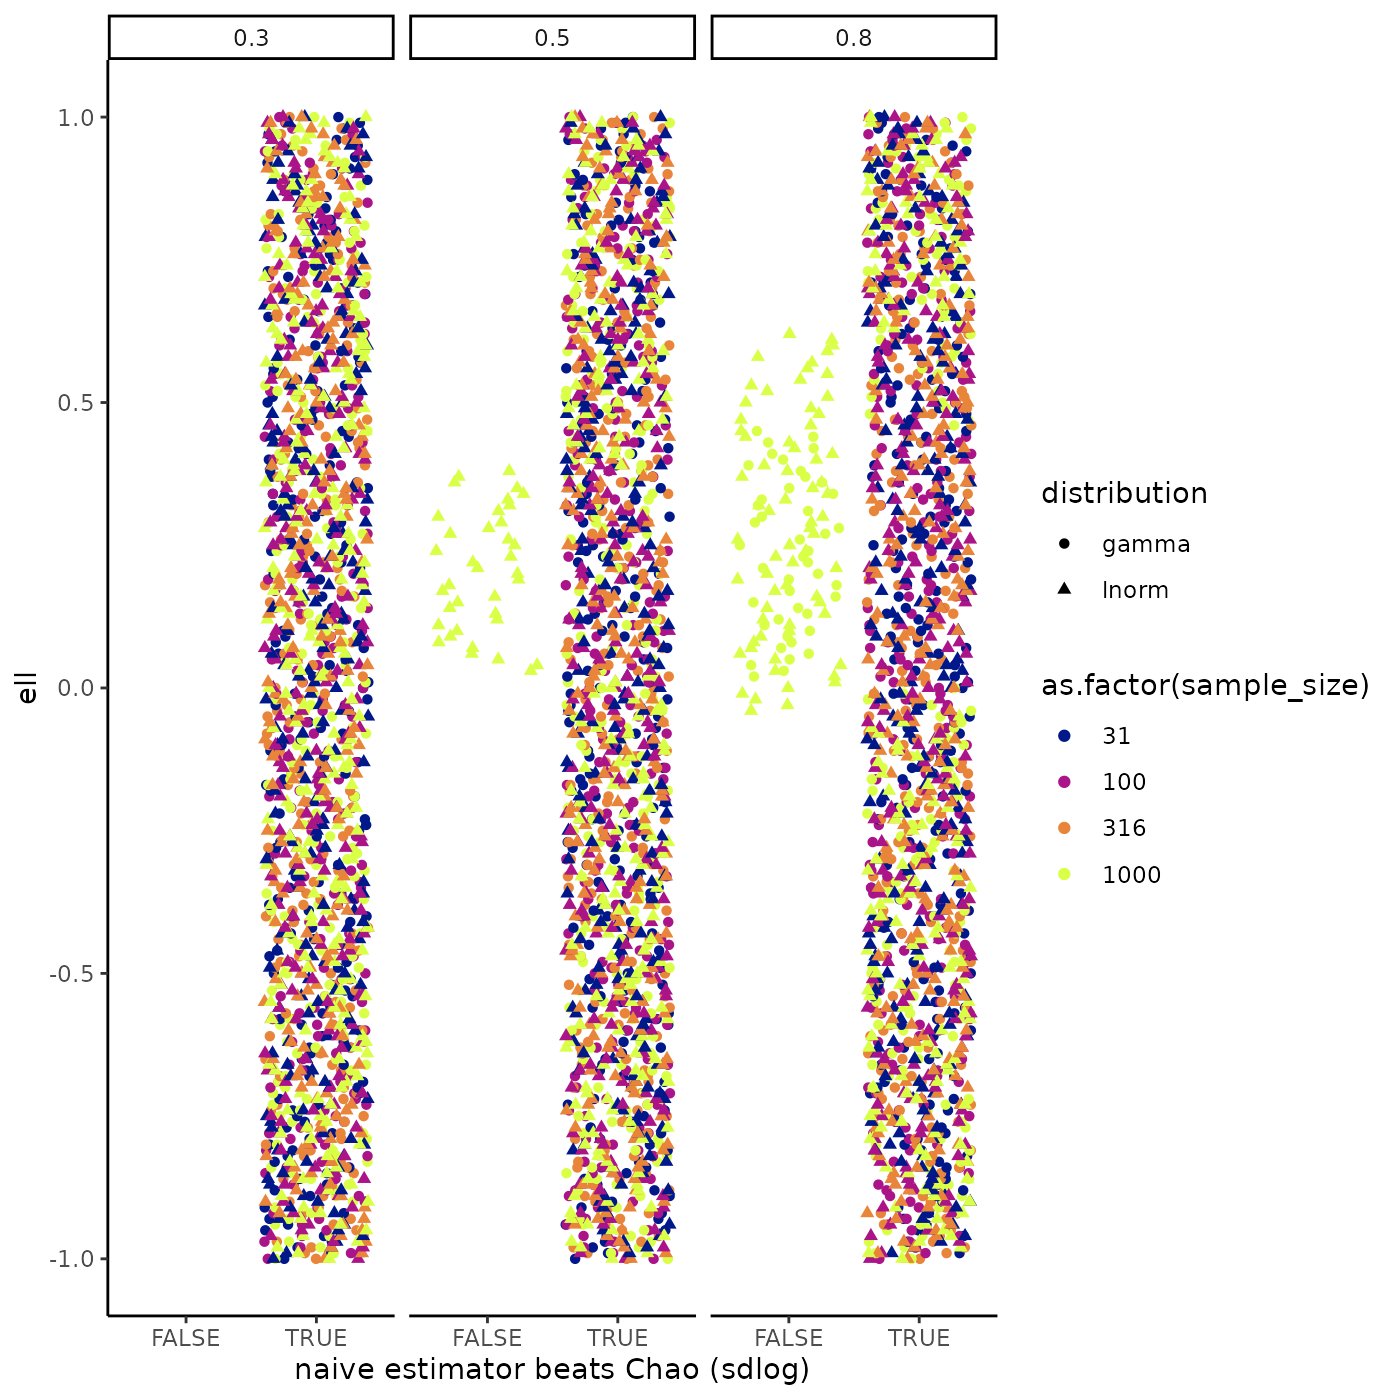 0.3 0.5 0.8
1.0
0.5
0.0
-0.5
-1.0
ell
FALSE TRUE FALSE TRUE FALSE TRUE
naive estimator beats Chao (sdlog)
distribution
gamma
lnorm
as.factor(sample_size)
31
100
316
1000